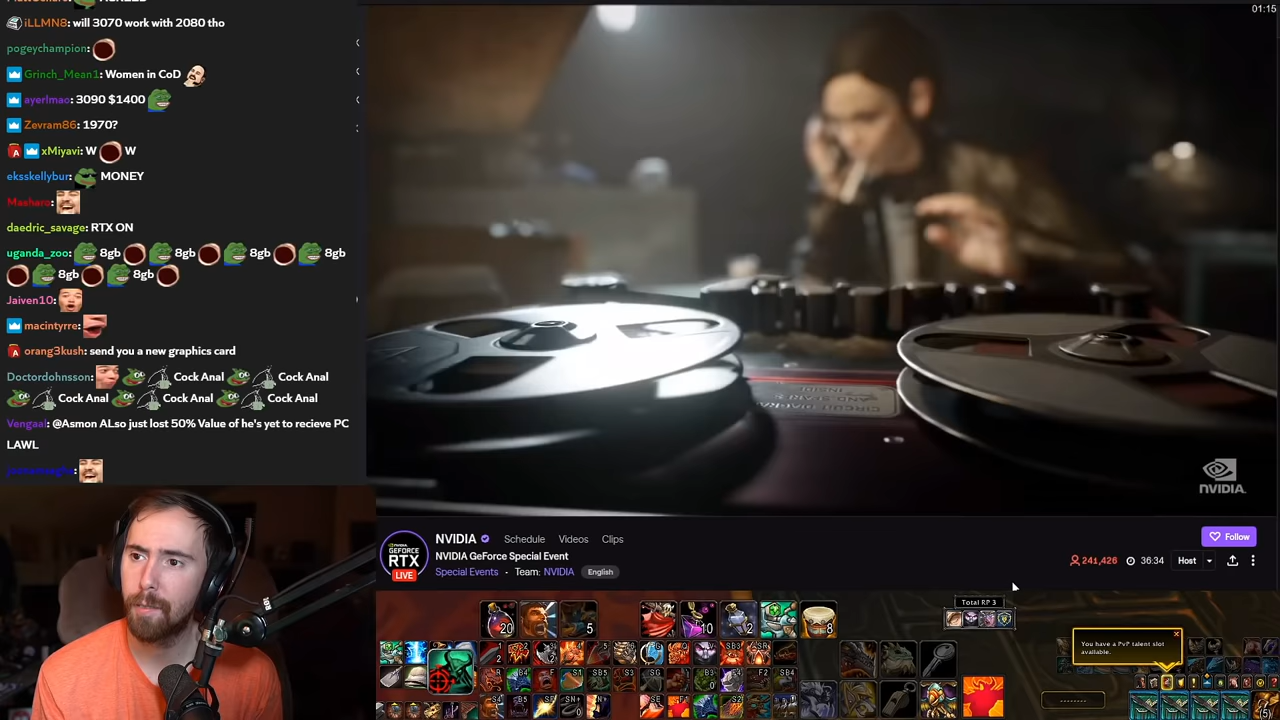 iLLMN8: will 3070 work with 2080 tho
pogeychampion:
Grinch_Mean1: Women in CoD
ayerlmao: 3090 $1400
Zevram86: 1970?
xMiyavi: W W
eksskellybur: MONEY
Masharo:
daedric_savage: RTX ON
uganda_zoo: 8gb 8gb 8gb 8gb
8gb 8gb
Jaiven10:
macintyrre:
orang3kush: send you a new graphics card
Doctordohnsson: Cock Anal Cock Anal
Cock Anal Cock Anal Cock Anal
Vengaal: @Asmon ALso just lost 50% Value of he's yet to recieve PC
LAWL
01:15
INSIDE
CIRCUIT
NVIDIA.
GEFORCE
RTX
LIVE
NVIDIA Schedule Videos Clips
Follow
NVIDIA GeForce Special Event
Special Events · Team: NVIDIA English
241,426 36:34 Host
Total RP 3
You have a PvP talent slot
available.
20 5 10 2 8